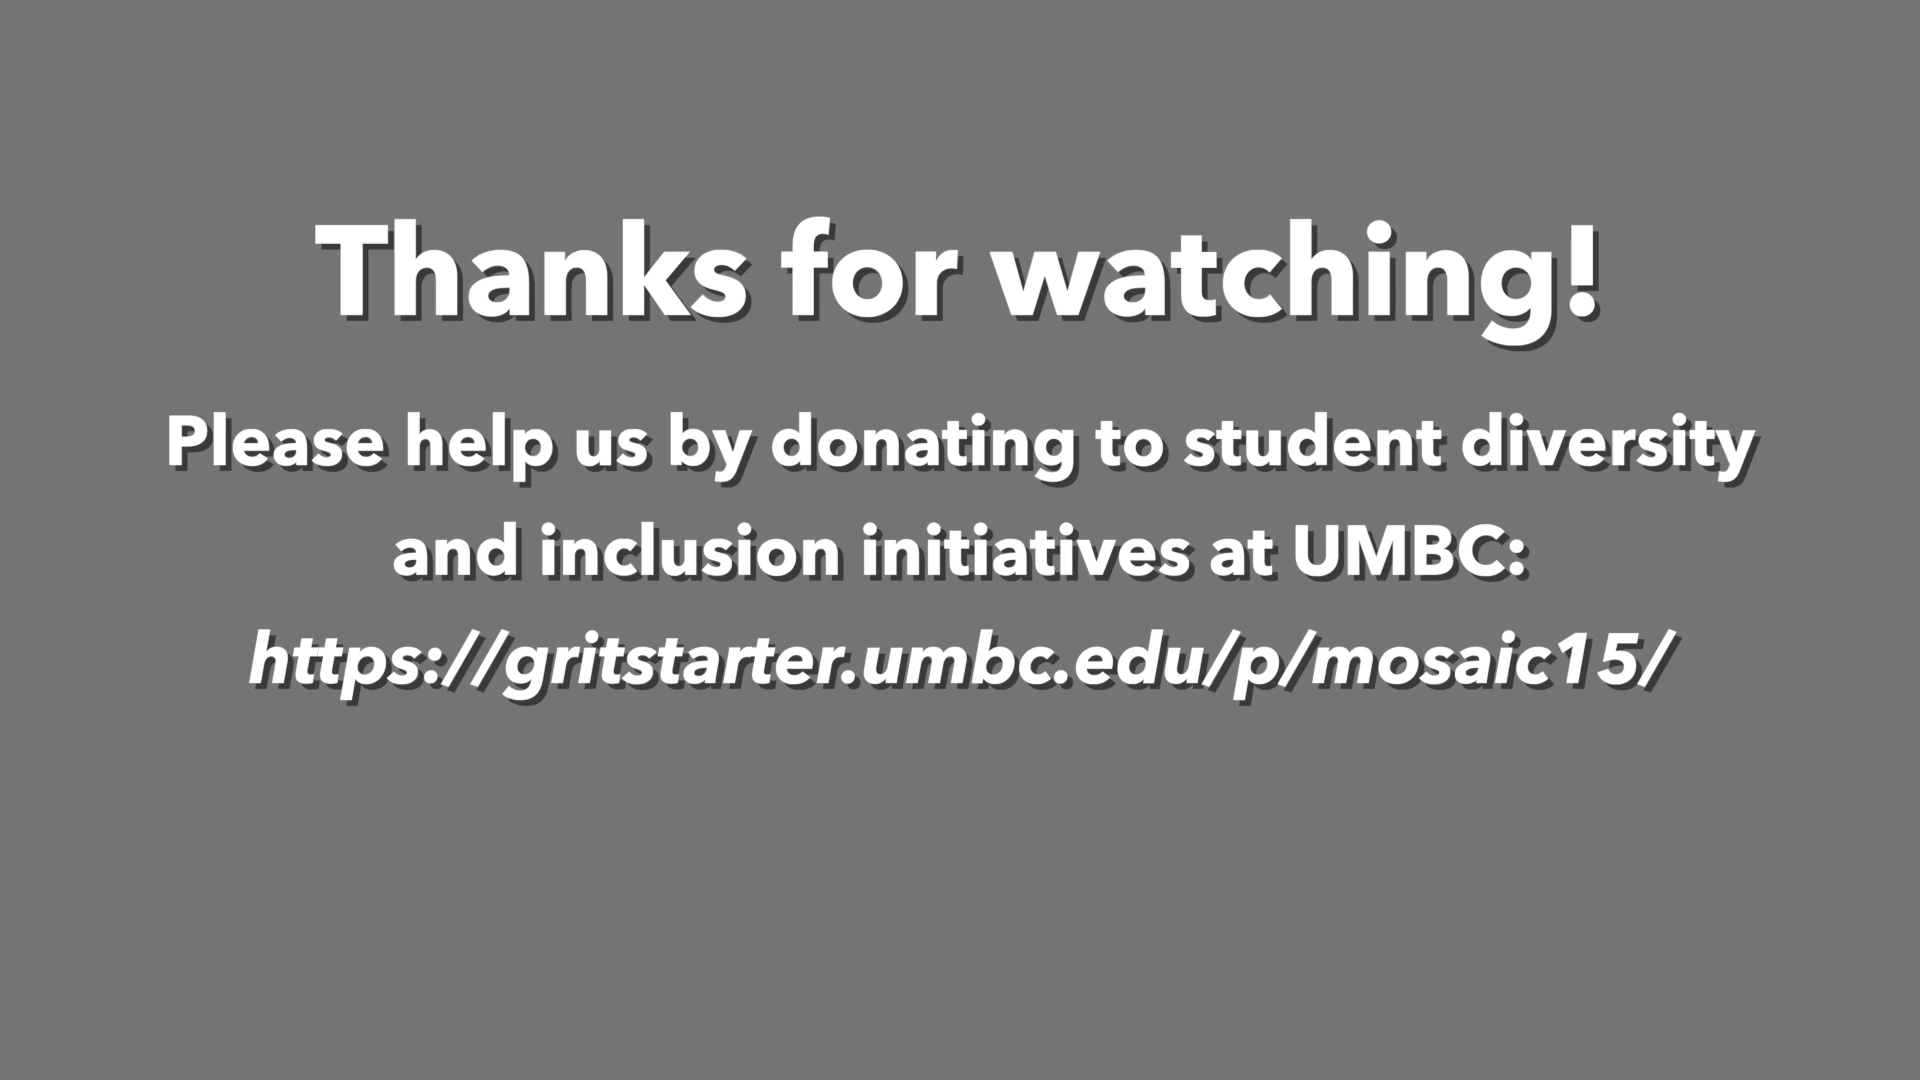 Thanks for watching!
Please help us by donating to student diversity
and inclusion initiatives at UMBC:
https://gritstarter.umbc.edu/p/mosaic15/